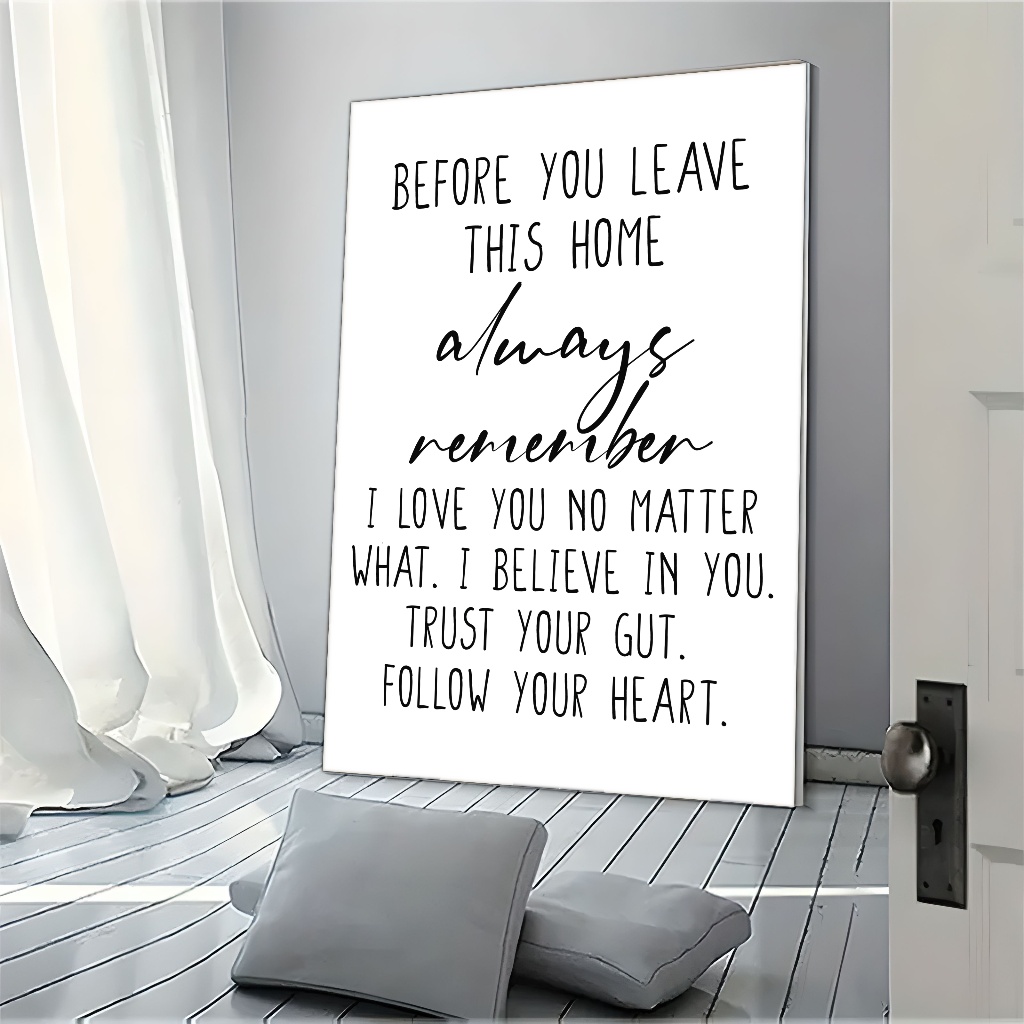 BEFORE YOU LEAVE
THIS HOME
always
remember
I LOVE YOU NO MATTER
WHAT. I BELIEVE IN YOU.
TRUST YOUR GUT.
FOLLOW YOUR HEART.